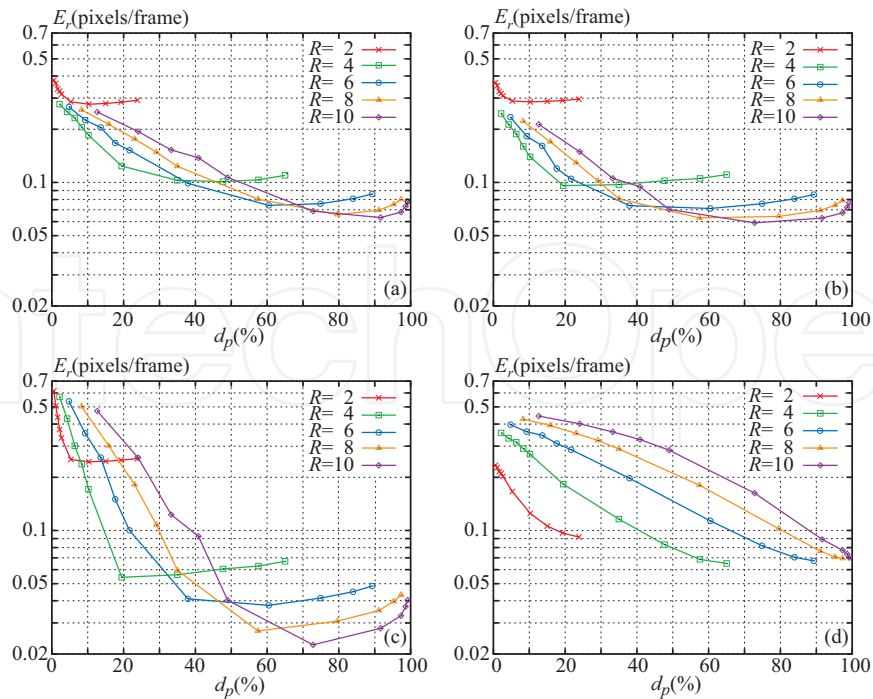 E_r(pixels/frame)
0.7
0.5
0.1
0.05
0.02
0 20 40 60 80 100
d_p(%)
R= 2
R= 4
R= 6
R= 8
R=10
(a)
E_r(pixels/frame)
0.7
0.5
0.1
0.05
0.02
0 20 40 60 80 100
d_p(%)
R= 2
R= 4
R= 6
R= 8
R=10
(b)
E_r(pixels/frame)
0.7
0.5
0.1
0.05
0.02
0 20 40 60 80 100
d_p(%)
R= 2
R= 4
R= 6
R= 8
R=10
(c)
E_r(pixels/frame)
0.7
0.5
0.1
0.05
0.02
0 20 40 60 80 100
d_p(%)
R= 2
R= 4
R= 6
R= 8
R=10
(d)
ntechOpe